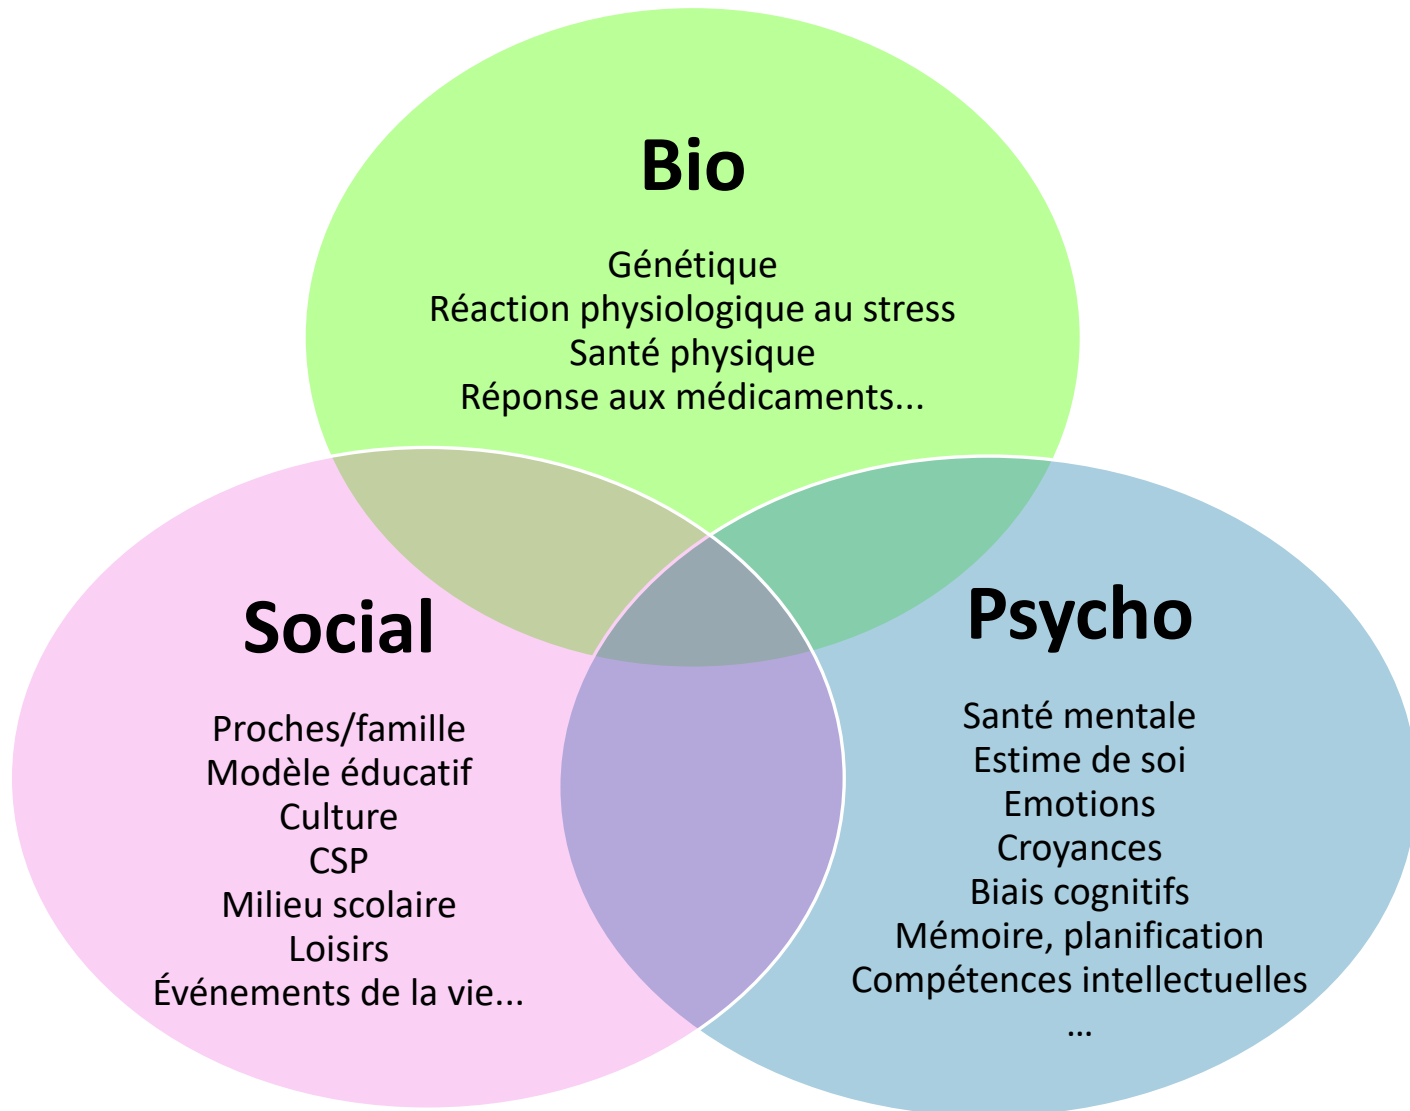 Bio
Génétique
Réaction physiologique au stress
Santé physique
Réponse aux médicaments...
Social
Proches/famille
Modèle éducatif
Culture
CSP
Milieu scolaire
Loisirs
Événements de la vie...
Psycho
Santé mentale
Estime de soi
Emotions
Croyances
Biais cognitifs
Mémoire, planification
Compétences intellectuelles
...